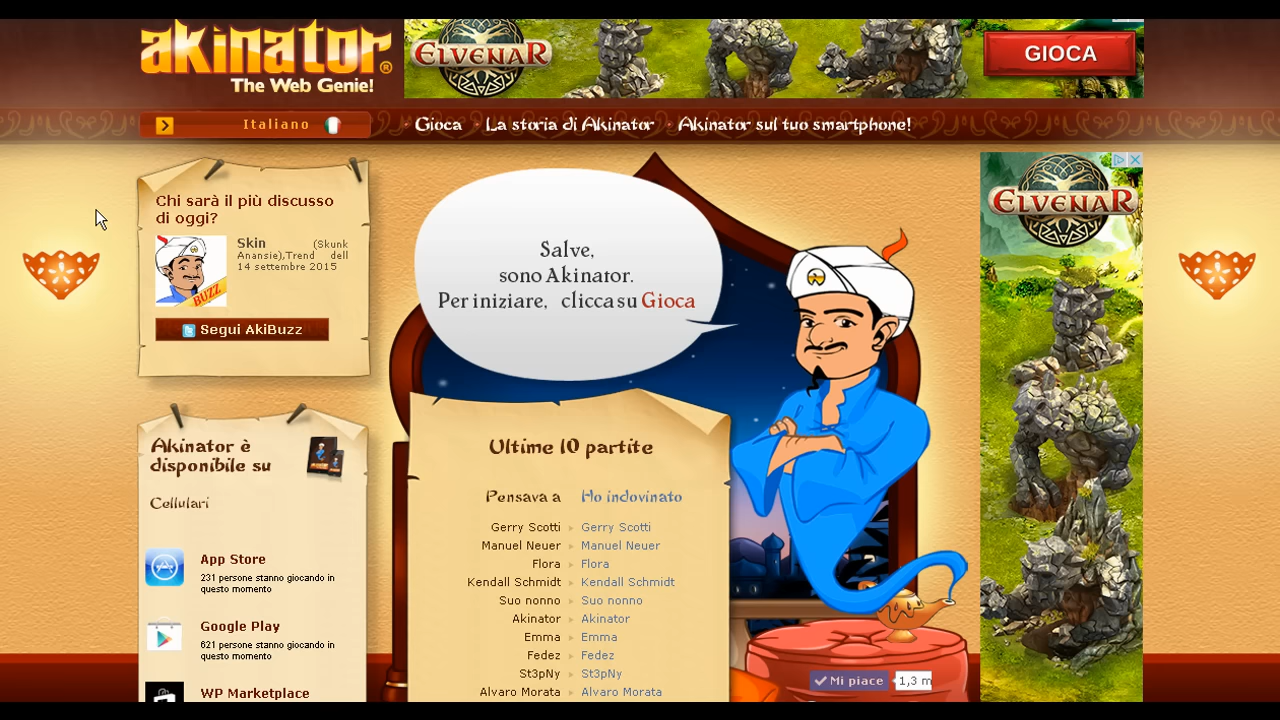 akinator®
The Web Genie!
ELVENAR
GIOCA
Italiano
· Gioca · La storia di Akinator · Akinator sul tuo smartphone!
Chi sarà il più discusso
di oggi?
Skin (Skunk
Anansie),Trend dell
14 settembre 2015
BUZZ
Segui AkiBuzz
Salve,
sono Akinator.
Per iniziare, clicca su Gioca
ELVENAR
Akinator è
disponibile su
Cellulari
App Store
231 persone stanno giocando in
questo momento
Google Play
621 persone stanno giocando in
questo momento
WP Marketplace
Ultime 10 partite
Pensava a Ho indovinato
Gerry Scotti Gerry Scotti
Manuel Neuer Manuel Neuer
Flora Flora
Kendall Schmidt Kendall Schmidt
Suo nonno Suo nonno
Akinator Akinator
Emma Emma
Fedez Fedez
St3pNy St3pNy
Alvaro Morata Alvaro Morata
Mi piace 1,3 m